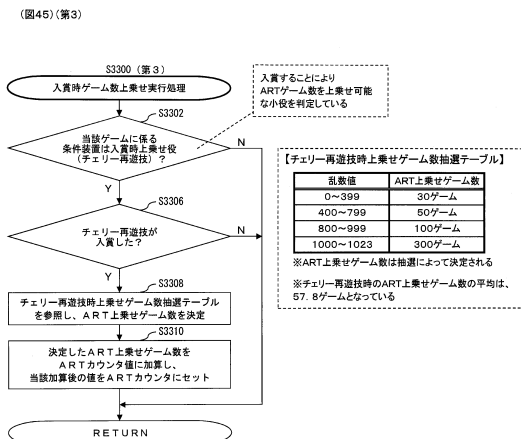 (図45)(第3)
S3300 (第3)
入賞時ゲーム数上乗せ実行処理
入賞することにより
ARTゲーム数を上乗せ可能
な小役を判定している
S3302
当該ゲームに係る
条件装置は入賞時上乗せ役
(チェリー再遊技)?
N
Y
S3306
チェリー再遊技が
入賞した?
N
Y
S3308
チェリー再遊技時上乗せゲーム数抽選テーブル
を参照し、ART上乗せゲーム数を決定
S3310
決定したART上乗せゲーム数を
ARTカウンタ値に加算し、
当該加算後の値をARTカウンタにセット
RETURN
【チェリー再遊技時上乗せゲーム数抽選テーブル】
乱数値 ART上乗せゲーム数
0~399 30ゲーム
400~799 50ゲーム
800~999 100ゲーム
1000~1023 300ゲーム
※ART上乗せゲーム数は抽選によって決定される
※チェリー再遊技時のART上乗せゲーム数の平均は、
57.8ゲームとなっている